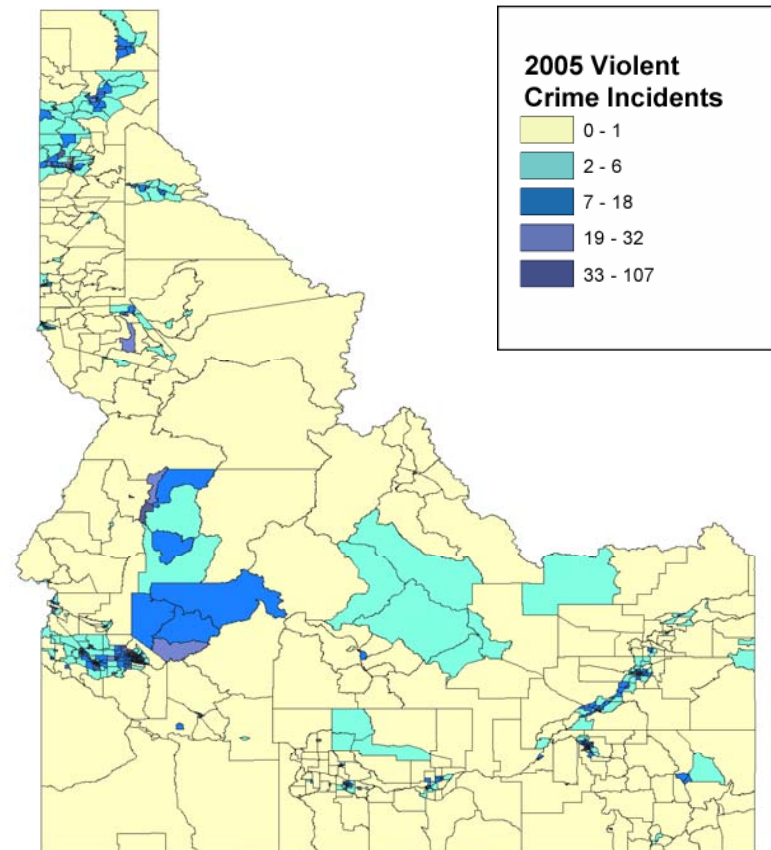 2005 Violent
Crime Incidents
0 - 1
2 - 6
7 - 18
19 - 32
33 - 107